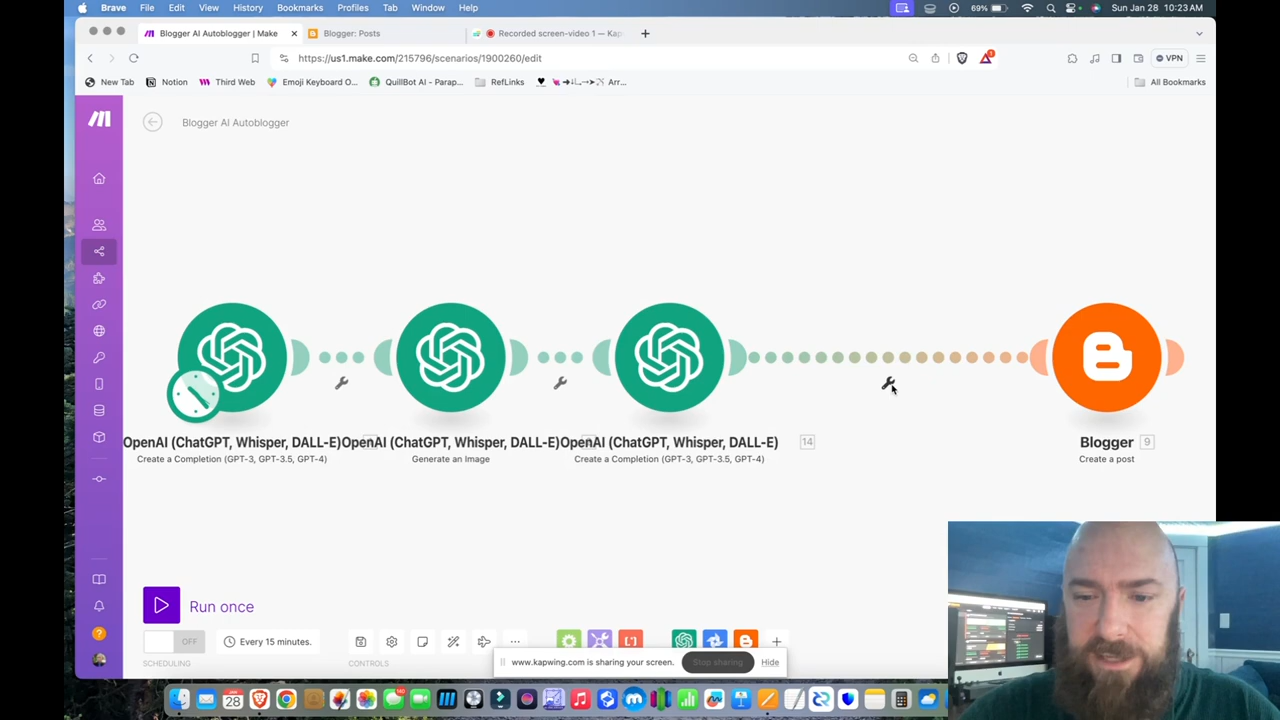 Brave File Edit View History Bookmarks Profiles Tab Window Help 69% Sun Jan 28 10:23 AM
Blogger AI Autoblogger | Make
Blogger: Posts
Recorded screen-video 1 — Kap
https://us1.make.com/215796/scenarios/1900260/edit
VPN
New Tab Notion Third Web Emoji Keyboard O... QuillBot AI - Parap... RefLinks Arr... All Bookmarks
Blogger AI Autoblogger
OpenAI (ChatGPT, Whisper, DALL-E)
Create a Completion (GPT-3, GPT-3.5, GPT-4)
OpenAI (ChatGPT, Whisper, DALL-E)
Generate an Image
OpenAI (ChatGPT, Whisper, DALL-E) 14
Create a Completion (GPT-3, GPT-3.5, GPT-4)
Blogger 9
Create a post
Run once
OFF Every 15 minutes.
SCHEDULING CONTROLS
www.kapwing.com is sharing your screen. Stop sharing Hide